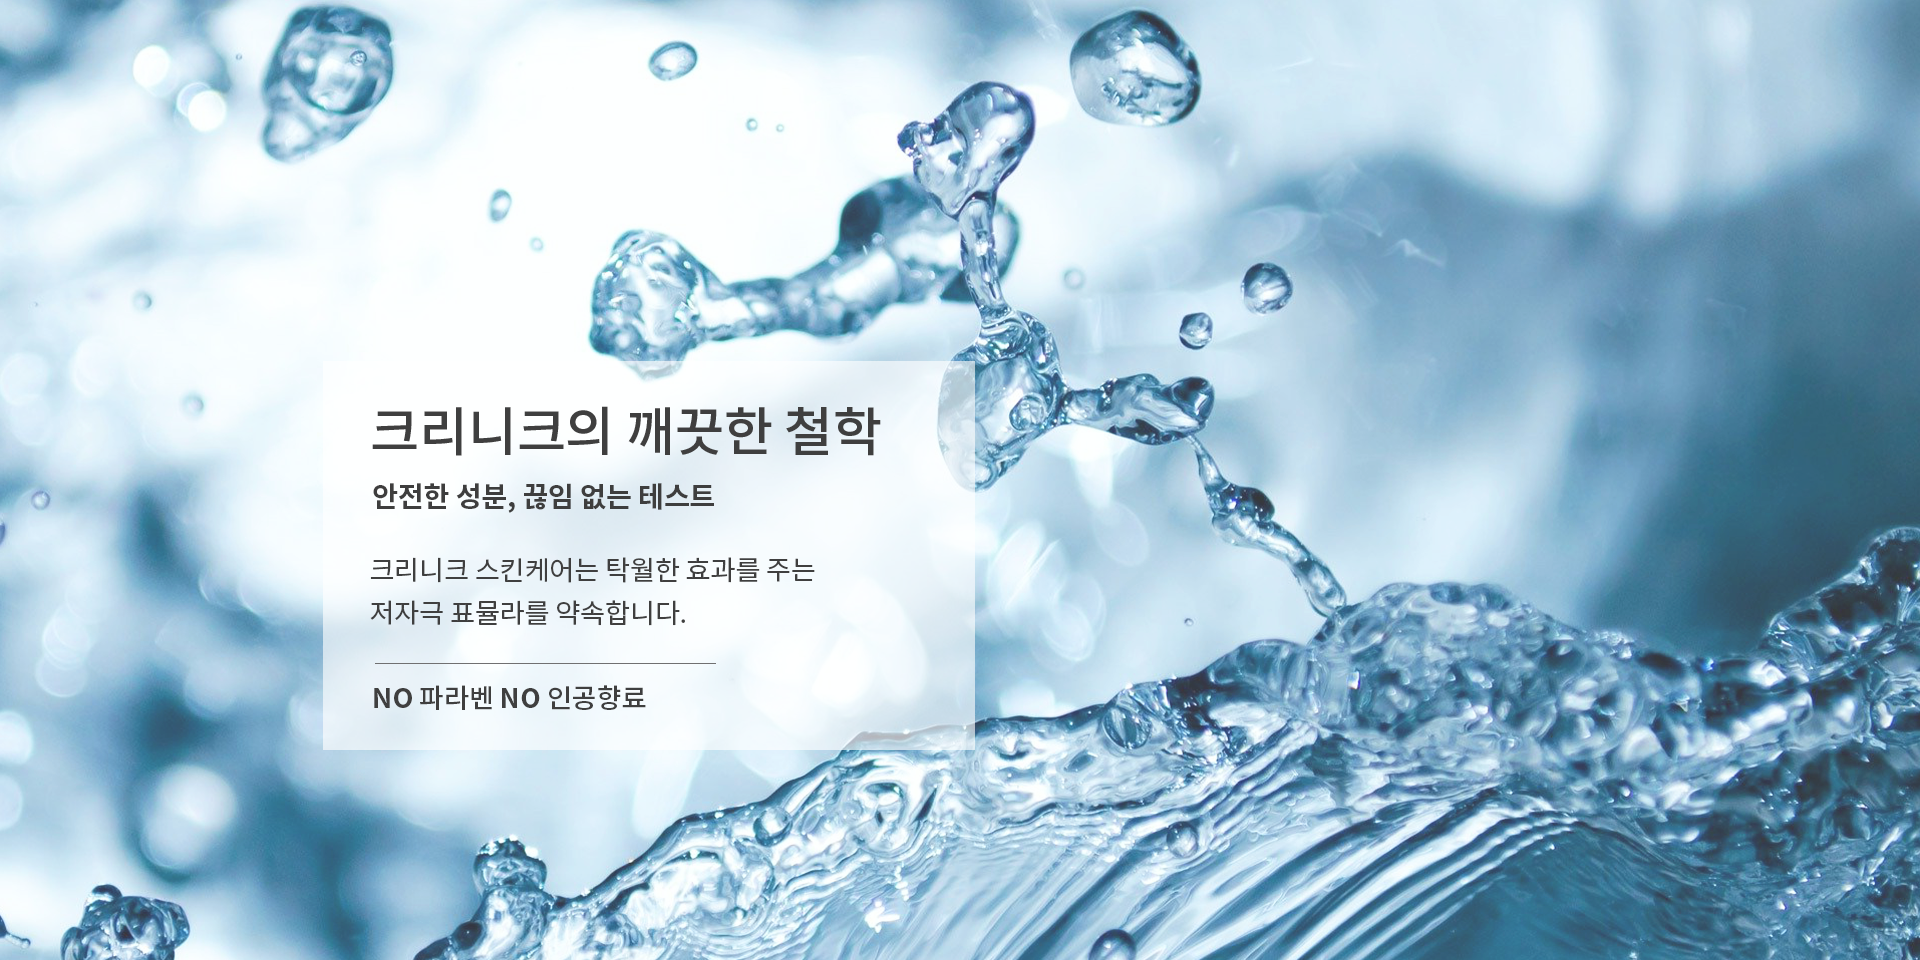 크리니크의 깨끗한 철학
안전한 성분, 끊임 없는 테스트
크리니크 스킨케어는 탁월한 효과를 주는
저자극 표뮬라를 약속합니다.
NO 파라벤 NO 인공향료